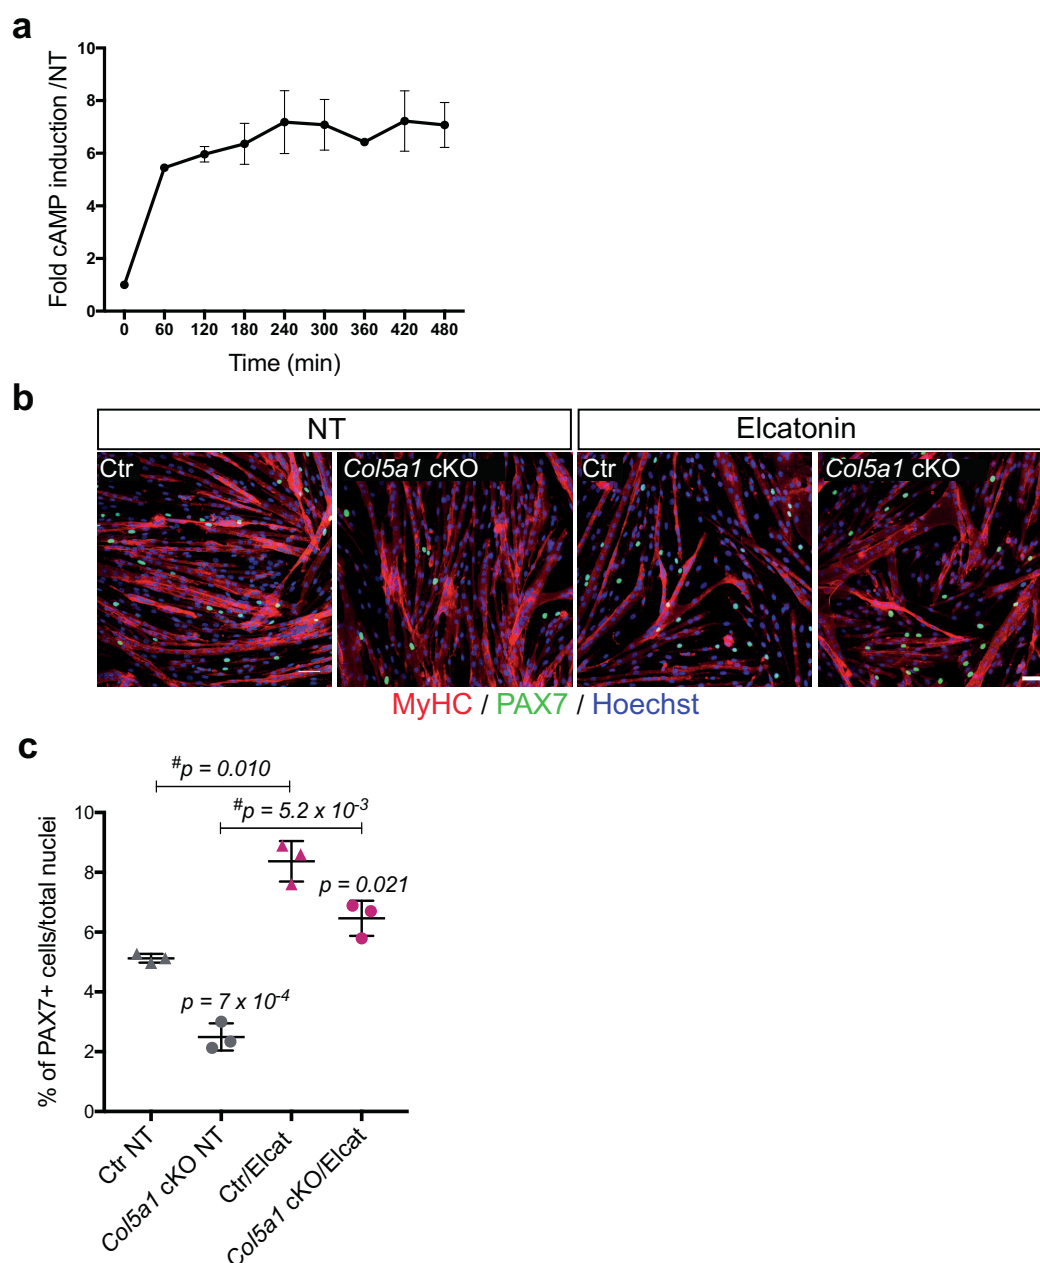 a
Fold cAMP induction /NT
10
8
6
4
2
0
0 60 120 180 240 300 360 420 480
Time (min)
b
NT Elcatonin
Ctr Col5a1 cKO Ctr Col5a1 cKO
MyHC / PAX7 / Hoechst
c
% of PAX7+ cells/total nuclei
#p = 0.010
#p = 5.2 x 10-3
p = 0.021
p = 7 x 10-4
10
8
6
4
2
0
Ctr NT
Col5a1 cKO NT
Ctr/Elcat
Col5a1 cKO/Elcat